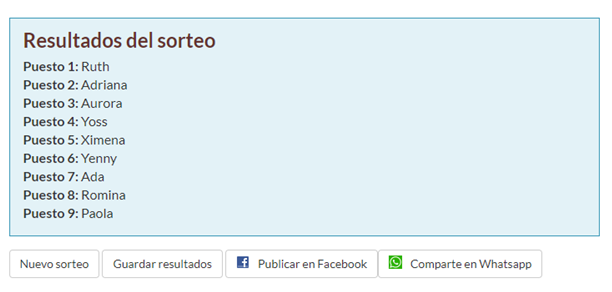 Resultados del sorteo
Puesto 1: Ruth
Puesto 2: Adriana
Puesto 3: Aurora
Puesto 4: Yoss
Puesto 5: Ximena
Puesto 6: Yenny
Puesto 7: Ada
Puesto 8: Romina
Puesto 9: Paola
Nuevo sorteo Guardar resultados Publicar en Facebook Comparte en Whatsapp